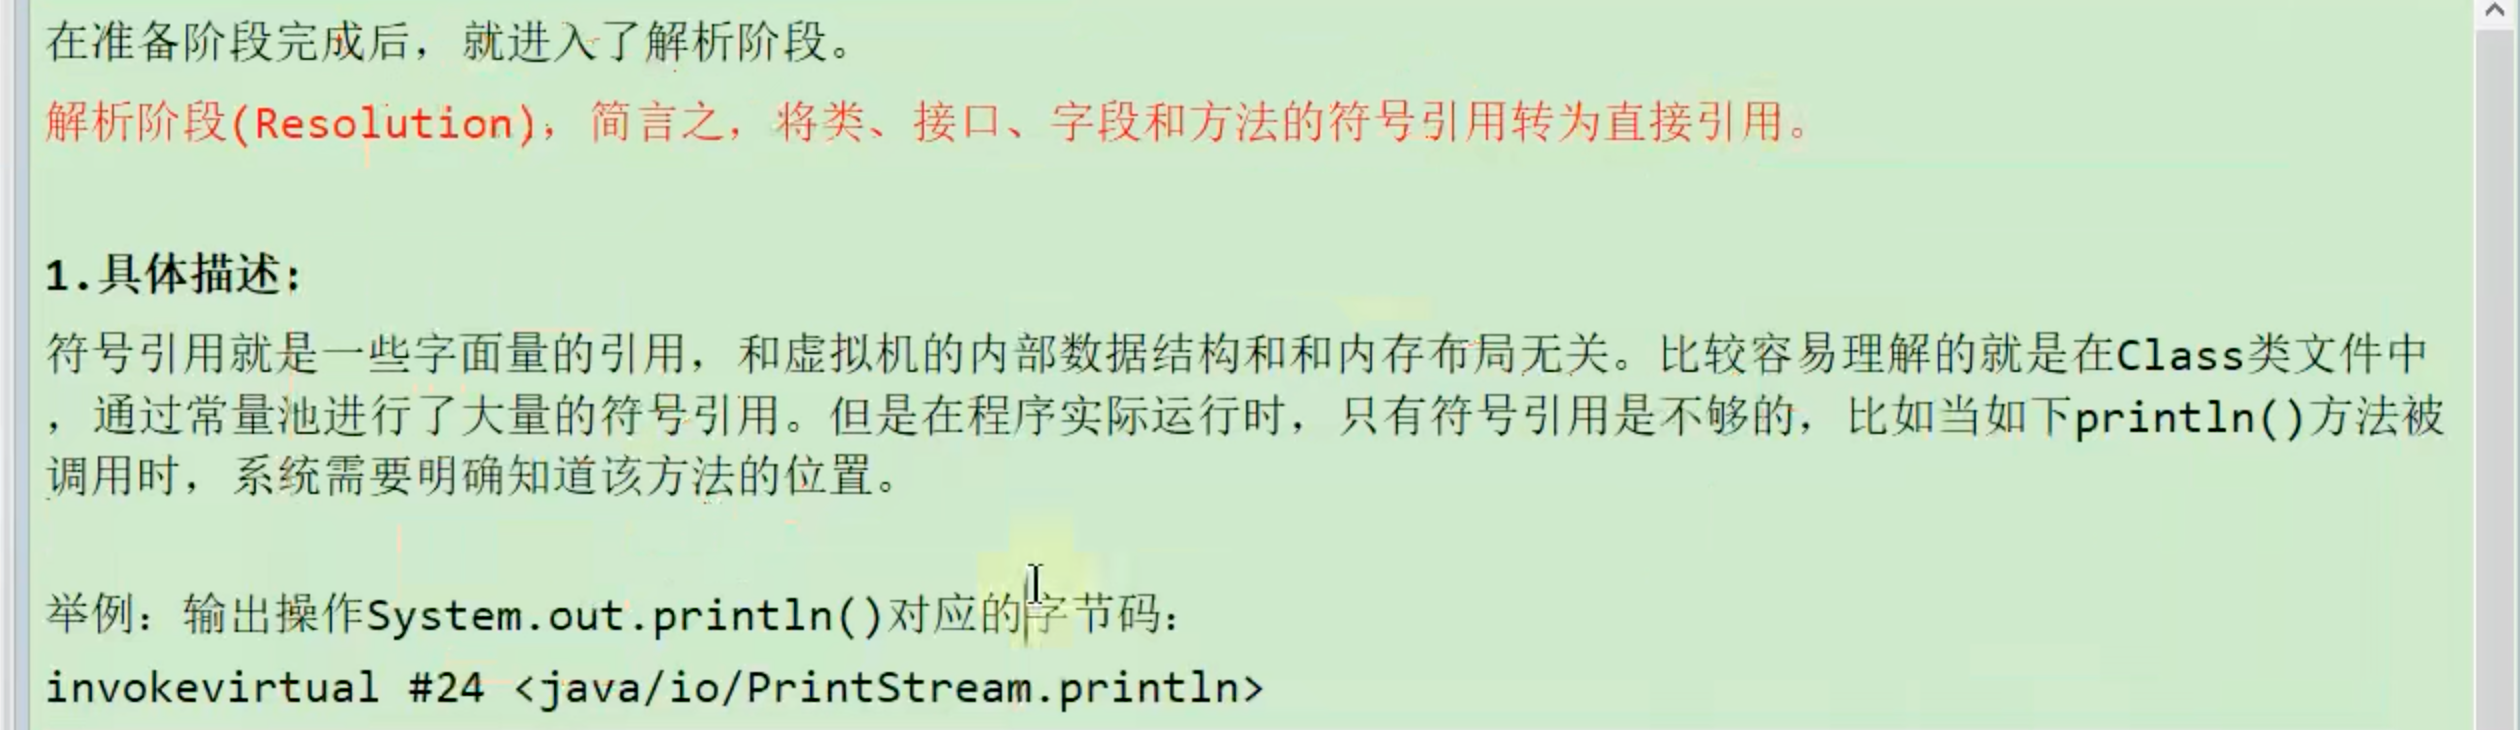 在准备阶段完成后，就进入了解析阶段。
解析阶段(Resolution)，简言之，将类、接口、字段和方法的符号引用转为直接引用。
1.具体描述：
符号引用就是一些字面量的引用，和虚拟机的内部数据结构和和内存布局无关。比较容易理解的就是在Class类文件中
，通过常量池进行了大量的符号引用。但是在程序实际运行时，只有符号引用是不够的，比如当如下println()方法被
调用时，系统需要明确知道该方法的位置。
举例：输出操作System.out.println()对应的字节码：
invokevirtual #24 <java/io/PrintStream.println>